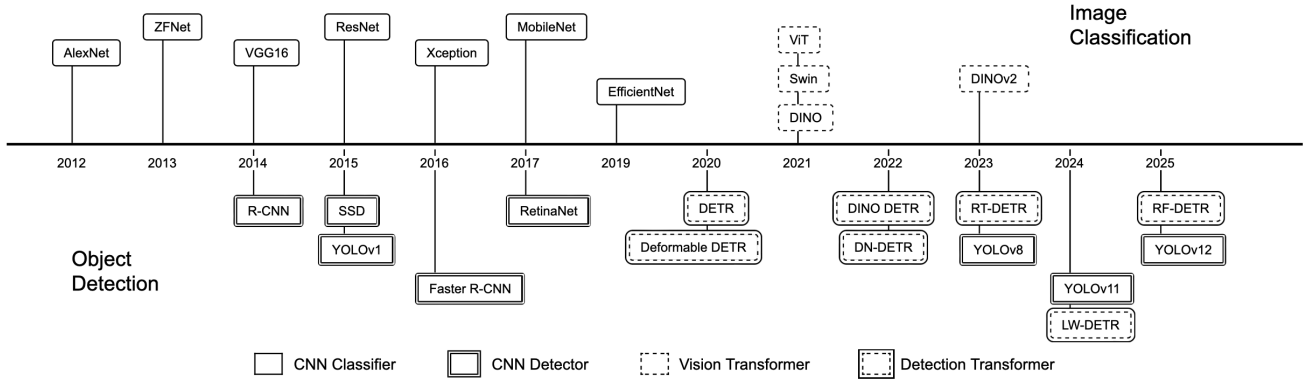 Image
Classification
ZFNet
ResNet
MobileNet
AlexNet
VGG16
Xception
ViT
Swin
DINOv2
EfficientNet
DINO
2012
2013
2014
2015
2016
2017
2019
2020
2021
2022
2023
2024
2025
R-CNN
SSD
RetinaNet
DETR
DINO DETR
RT-DETR
RF-DETR
YOLOv1
Deformable DETR
DN-DETR
YOLOv8
YOLOv12
Object
Detection
Faster R-CNN
YOLOv11
LW-DETR
CNN Classifier
CNN Detector
Vision Transformer
Detection Transformer